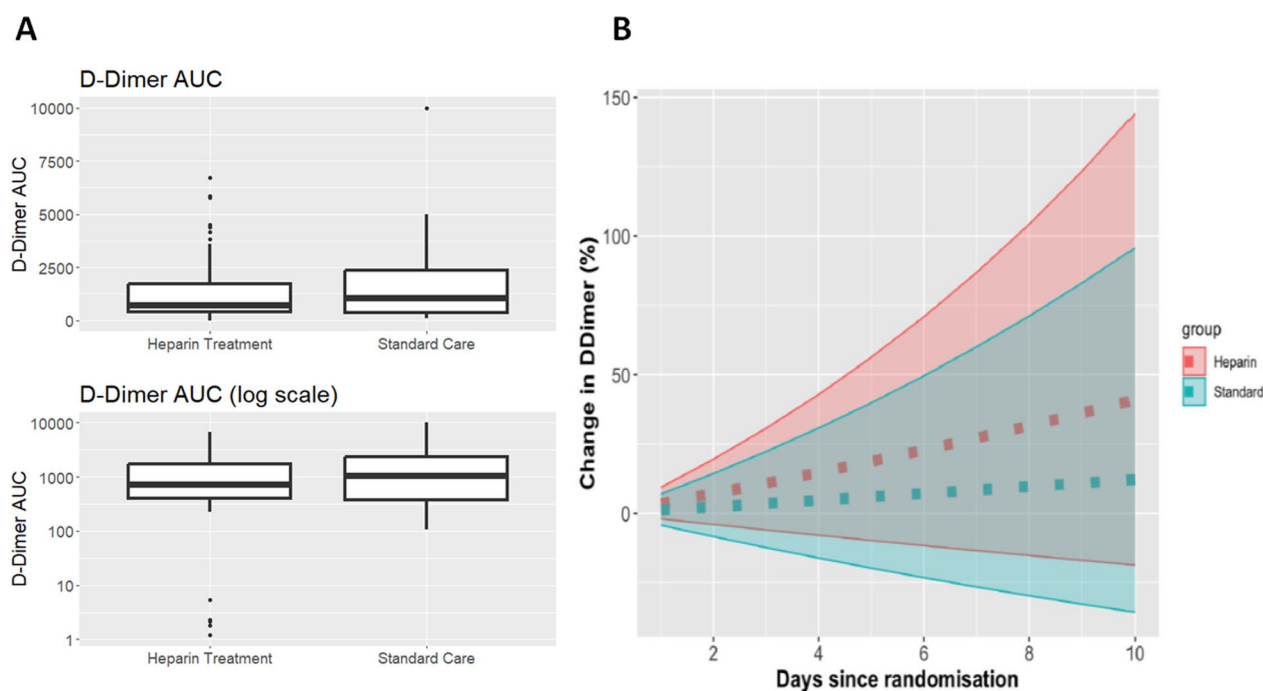 A
D-Dimer AUC
D-Dimer AUC
10000
7500
5000
2500
0
Heparin Treatment
Standard Care
D-Dimer AUC (log scale)
D-Dimer AUC
10000
1000
100
10
1
Heparin Treatment
Standard Care
B
Change in DDimer (%)
150
100
50
0
2
4
6
8
10
Days since randomisation
group
Heparin
Standard